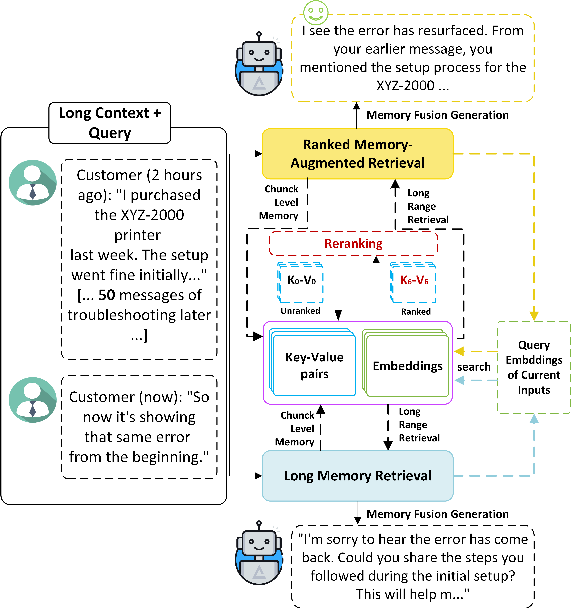 I see the error has resurfaced. From
your earlier message, you
mentioned the setup process for the
XYZ-2000 ...
Memory Fusion Generation
Long Context +
Query
Customer (2 hours
ago): "I purchased
the XYZ-2000
printer
last week. The setup
went fine initially..."
[... 50 messages of
troubleshooting later
...]
Customer (now): "So
now it's showing
that same error
from the beginning."
Ranked Memory-
Augmented Retrieval
Chunck
Level
Memory
Long
Range
Retrieval
Reranking
K₀-V₀
Unranked
K₆-V₆
Ranked
Key-Value
pairs
Embeddings
search
Query
Embddings
of Current
Inputs
Chunck
Level
Memory
Long
Range
Retrieval
Long Memory Retrieval
Memory Fusion Generation
"I'm sorry to hear the error has come
back. Could you share the steps you
followed during the initial setup?
This will help m..."